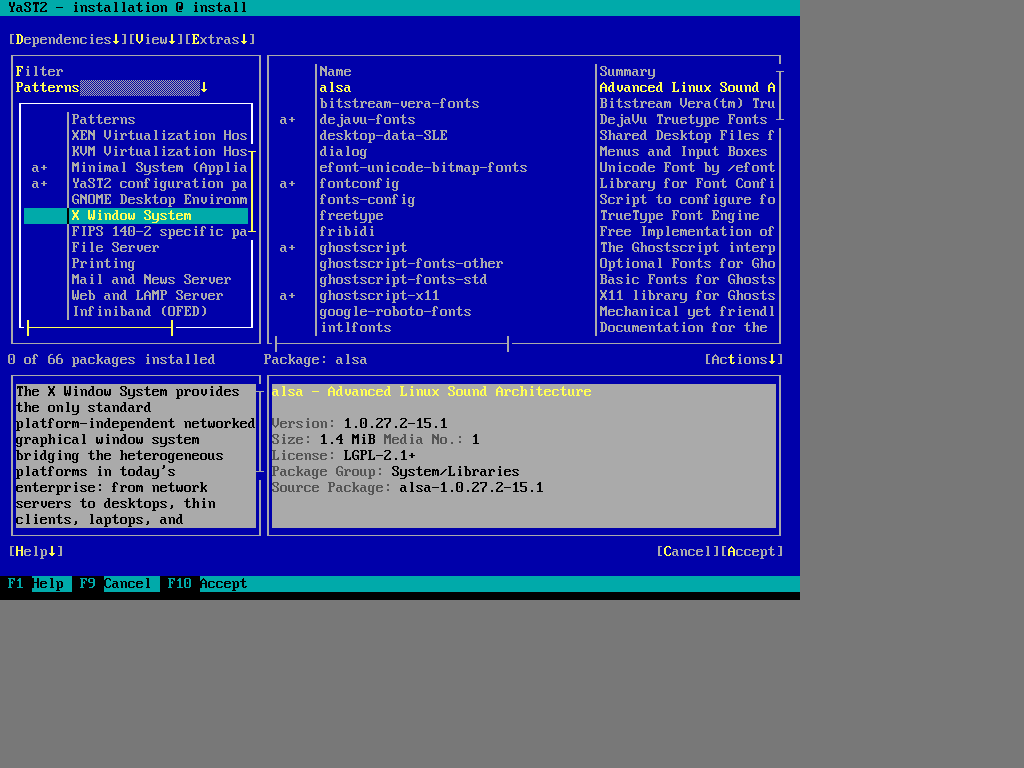 YaST2 - installation @ install
[Dependencies↓][View↓][Extras↓]
Filter
Patterns ↓
Patterns
XEN Virtualization Hos
KVM Virtualization Hos
a+ Minimal System (Applia
a+ YaST2 configuration pa
GNOME Desktop Environm
X Window System
FIPS 140-2 specific pa
File Server
Printing
Mail and News Server
Web and LAMP Server
Infiniband (OFED)
Name Summary
alsa Advanced Linux Sound A
bitstream-vera-fonts Bitstream Vera(tm) Tru
a+ dejavu-fonts DejaVu Truetype Fonts
desktop-data-SLE Shared Desktop Files f
dialog Menus and Input Boxes
efont-unicode-bitmap-fonts Unicode Font by /efont
a+ fontconfig Library for Font Confi
fonts-config Script to configure fo
freetype TrueType Font Engine
fribidi Free Implementation of
a+ ghostscript The Ghostscript interp
ghostscript-fonts-other Optional Fonts for Gho
ghostscript-fonts-std Basic Fonts for Ghosts
a+ ghostscript-x11 X11 library for Ghosts
google-roboto-fonts Mechanical yet friendl
intlfonts Documentation for the
0 of 66 packages installed Package: alsa [Actions↓]
The X Window System provides
the only standard
platform-independent networked
graphical window system
bridging the heterogeneous
platforms in today's
enterprise: from network
servers to desktops, thin
clients, laptops, and
alsa - Advanced Linux Sound Architecture
Version: 1.0.27.2-15.1
Size: 1.4 MiB Media No.: 1
License: LGPL-2.1+
Package Group: System/Libraries
Source Package: alsa-1.0.27.2-15.1
[Help↓] [Cancel][Accept]
F1 Help F9 Cancel F10 Accept